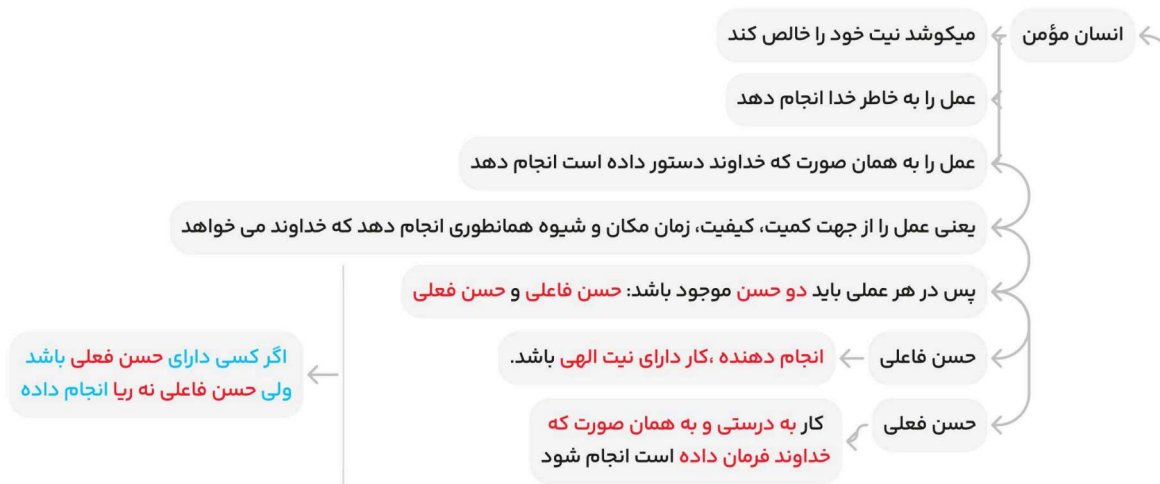 انسان مؤمن
میکوشد نیت خود را خالص کند
عمل را به خاطر خدا انجام دهد
عمل را به همان صورت که خداوند دستور داده است انجام دهد
یعنی عمل را از جهت کمیت، کیفیت، زمان مکان و شیوه همانطوری انجام دهد که خداوند می خواهد
پس در هر عملی باید دو حسن موجود باشد: حسن فاعلی و حسن فعلی
حسن فاعلی
انجام دهنده ،کار دارای نیت الهی باشد.
حسن فعلی
کار به درستی و به همان صورت که
خداوند فرمان داده است انجام شود
اگر کسی دارای حسن فعلی باشد
ولی حسن فاعلی نه ریا انجام داده